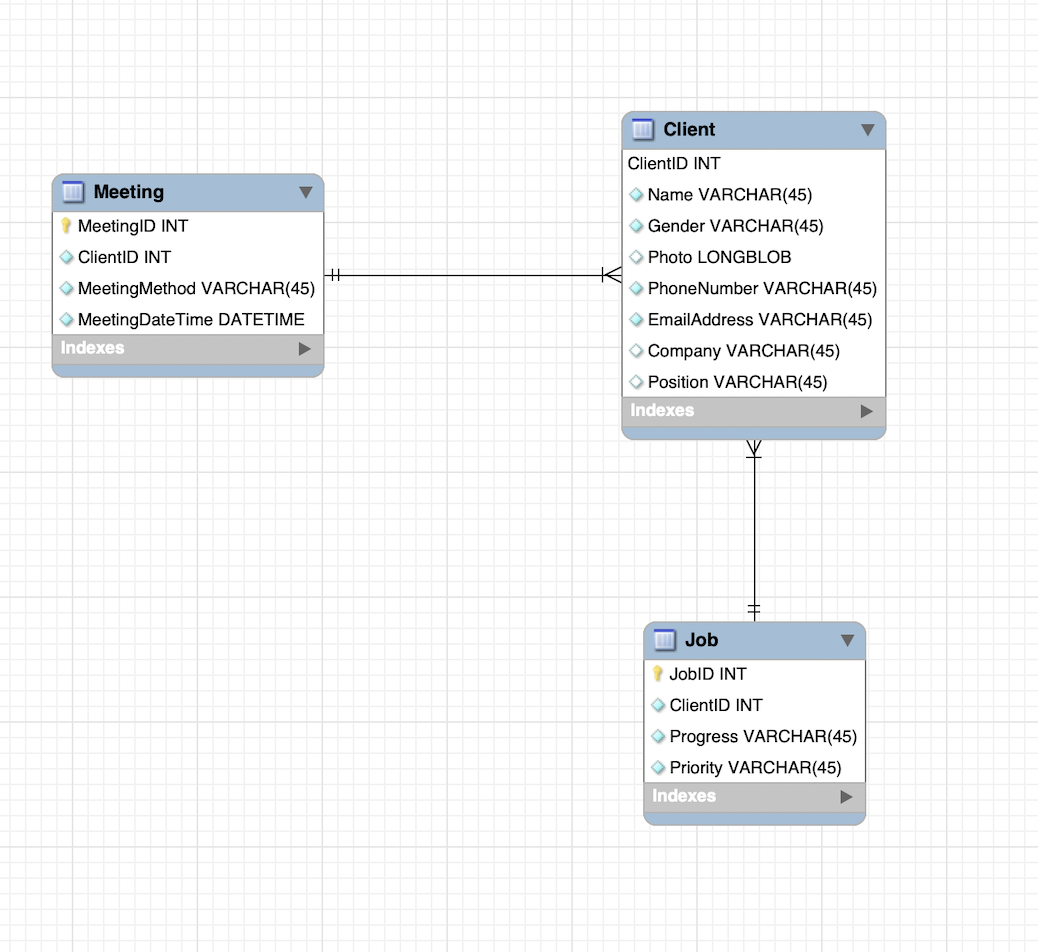 Meeting
MeetingID INT
ClientID INT
MeetingMethod VARCHAR(45)
MeetingDateTime DATETIME
Indexes
Client
ClientID INT
Name VARCHAR(45)
Gender VARCHAR(45)
Photo LONGBLOB
PhoneNumber VARCHAR(45)
EmailAddress VARCHAR(45)
Company VARCHAR(45)
Position VARCHAR(45)
Indexes
Job
JobID INT
ClientID INT
Progress VARCHAR(45)
Priority VARCHAR(45)
Indexes